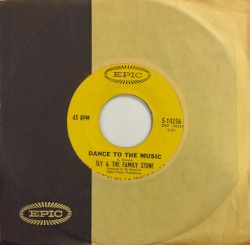 EPIC
45 RPM
5-10256
DANCE TO THE MUSIC
SLY & THE FAMILY STONE
EPIC